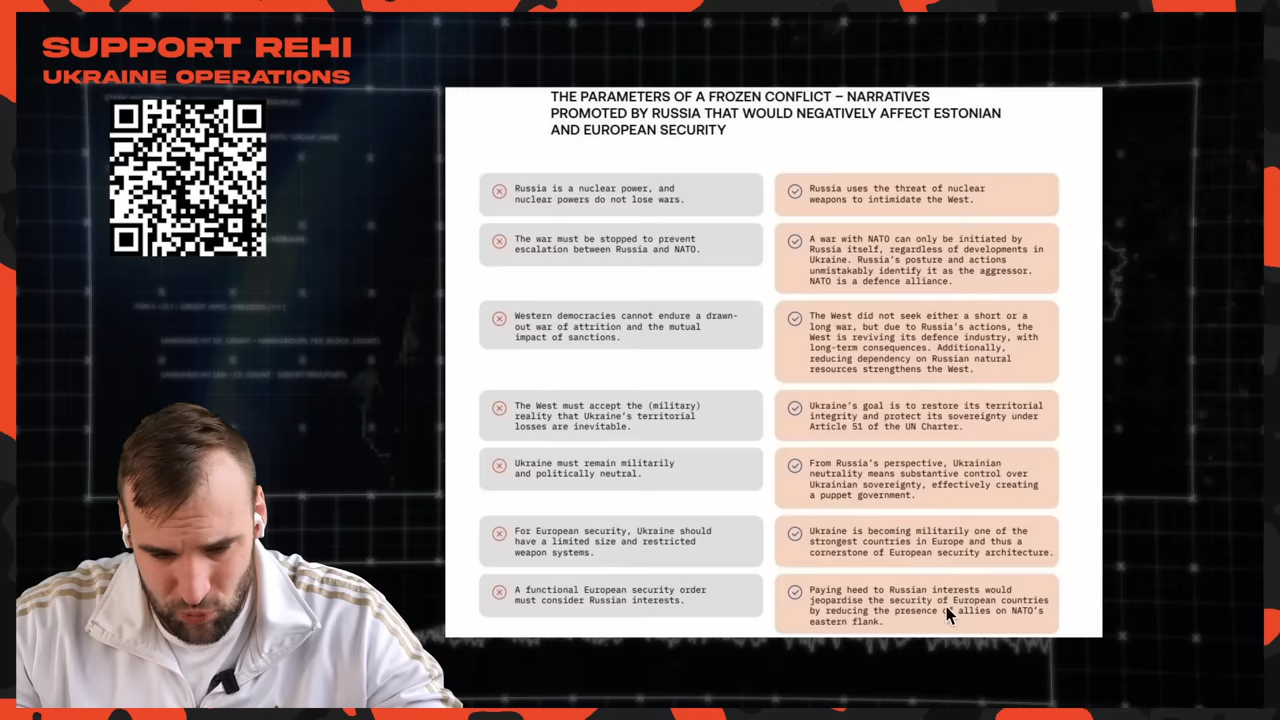 SUPPORT REHI
UKRAINE OPERATIONS
THE PARAMETERS OF A FROZEN CONFLICT – NARRATIVES
PROMOTED BY RUSSIA THAT WOULD NEGATIVELY AFFECT ESTONIAN
AND EUROPEAN SECURITY
Russia is a nuclear power, and
nuclear powers do not lose wars.
Russia uses the threat of nuclear
weapons to intimidate the West.
The war must be stopped to prevent
escalation between Russia and NATO.
A war with NATO can only be initiated by
Russia itself, regardless of developments in
Ukraine. Russia's posture and actions
unmistakably identify it as the aggressor.
NATO is a defence alliance.
Western democracies cannot endure a drawn-
out war of attrition and the mutual
impact of sanctions.
The West did not seek either a short or a
long war, but due to Russia's actions, the
West is reviving its defence industry, with
long-term consequences. Additionally,
reducing dependency on Russian natural
resources strengthens the West.
The West must accept the (military)
reality that Ukraine's territorial
losses are inevitable.
Ukraine's goal is to restore its territorial
integrity and protect its sovereignty under
Article 51 of the UN Charter.
Ukraine must remain militarily
and politically neutral.
From Russia's perspective, Ukrainian
neutrality means substantive control over
Ukrainian sovereignty, effectively creating
a puppet government.
For European security, Ukraine should
have a limited size and restricted
weapon systems.
Ukraine is becoming militarily one of the
strongest countries in Europe and thus a
cornerstone of European security architecture.
A functional European security order
must consider Russian interests.
Paying heed to Russian interests would
jeopardise the security of European countries
by reducing the presence of allies on NATO's
eastern flank.